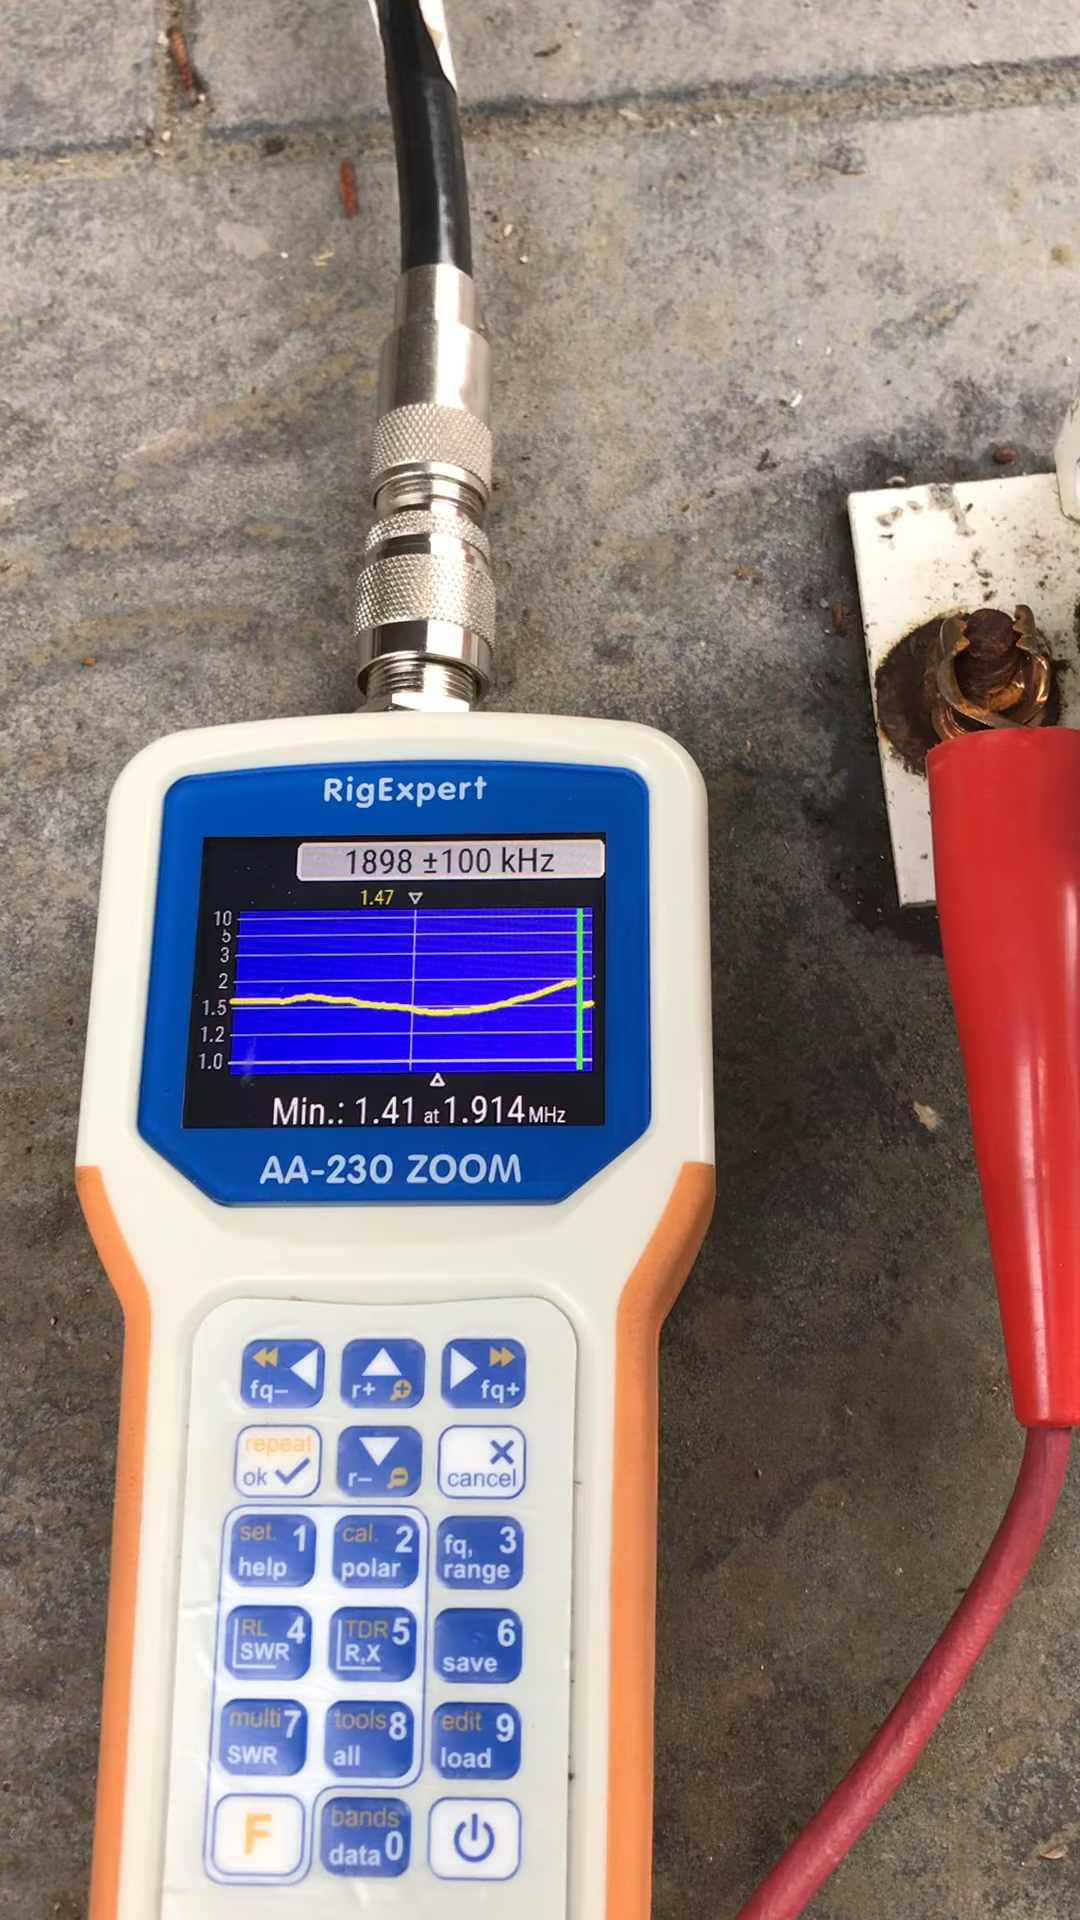 RigExpert
1898 ±100 kHz
1.47
10
5
3
2
1.5
1.2
1.0
Min.: 1.41 at 1.914 MHz
AA-230 ZOOM
fq- r+ fq+
repeat
ok r- cancel
set. 1 cal. 2 fq, 3
help polar range
RL 4 TDR 5 6
SWR R,X save
multi 7 tools 8 edit 9
SWR all load
F bands
data 0